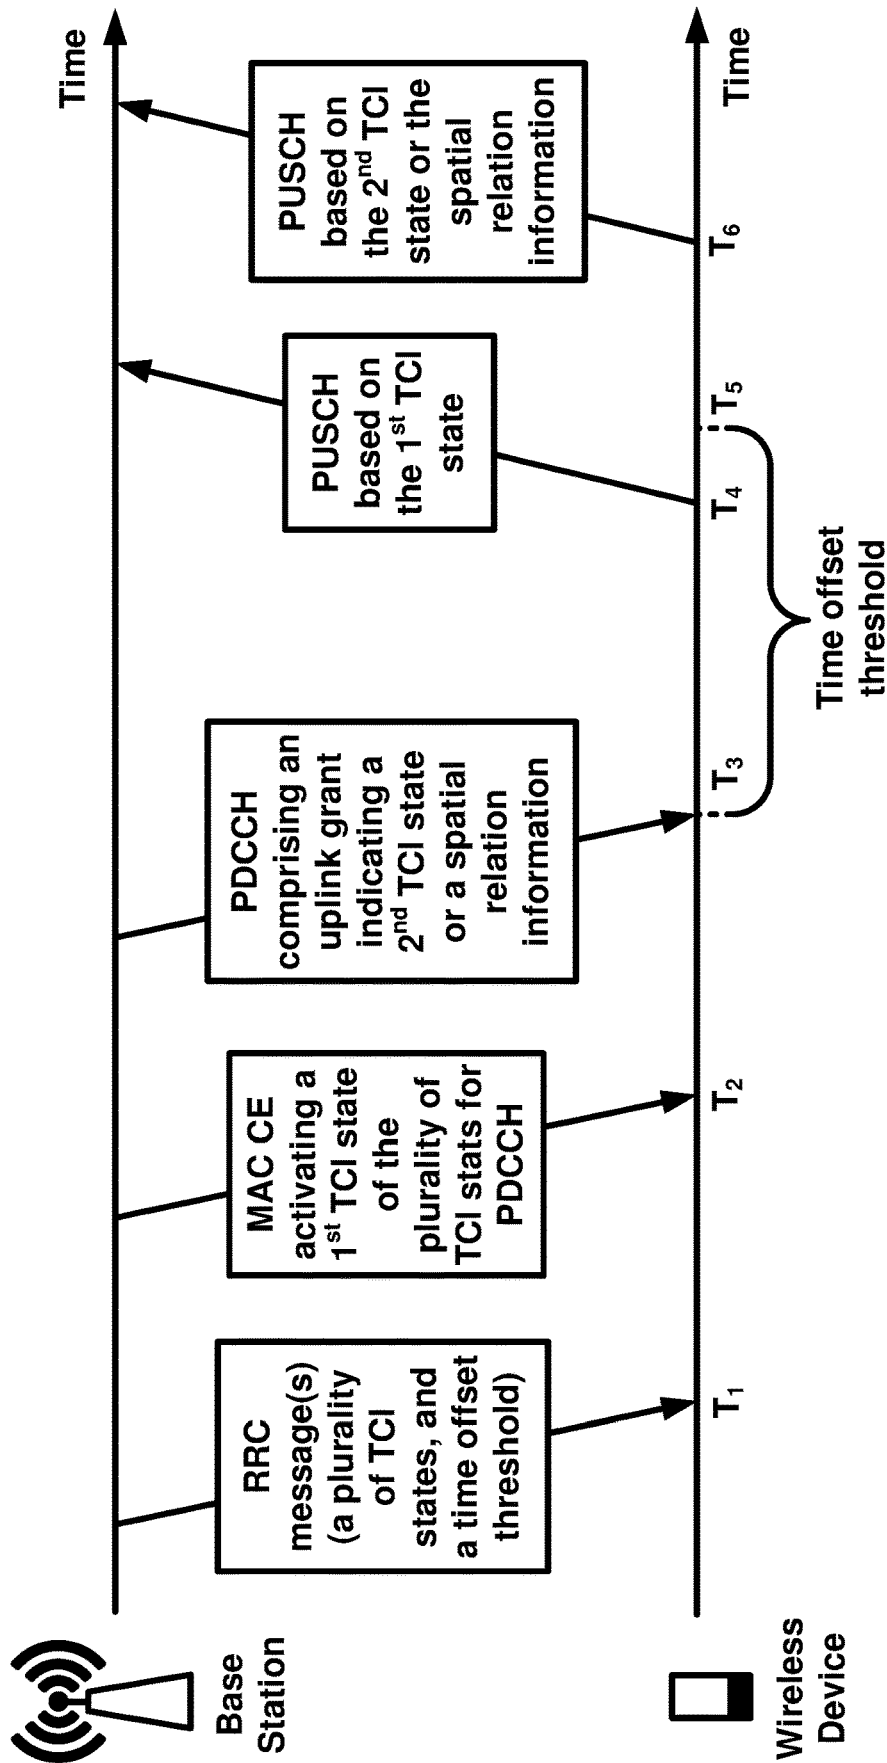 Base
Station
Time
RRC
message(s)
(a plurality
of TCI
states, and
a time offset
threshold)
MAC CE
activating a
1st TCI state
of the
plurality of
TCI stats for
PDCCH
PDCCH
comprising an
uplink grant
indicating a
2nd TCI state
or a spatial
relation
information
PUSCH
based on
the 1st TCI
state
PUSCH
based on
the 2nd TCI
state or the
spatial
relation
information
Wireless
Device
T1
T2
T3
T4
T5
T6
Time
Time offset
threshold